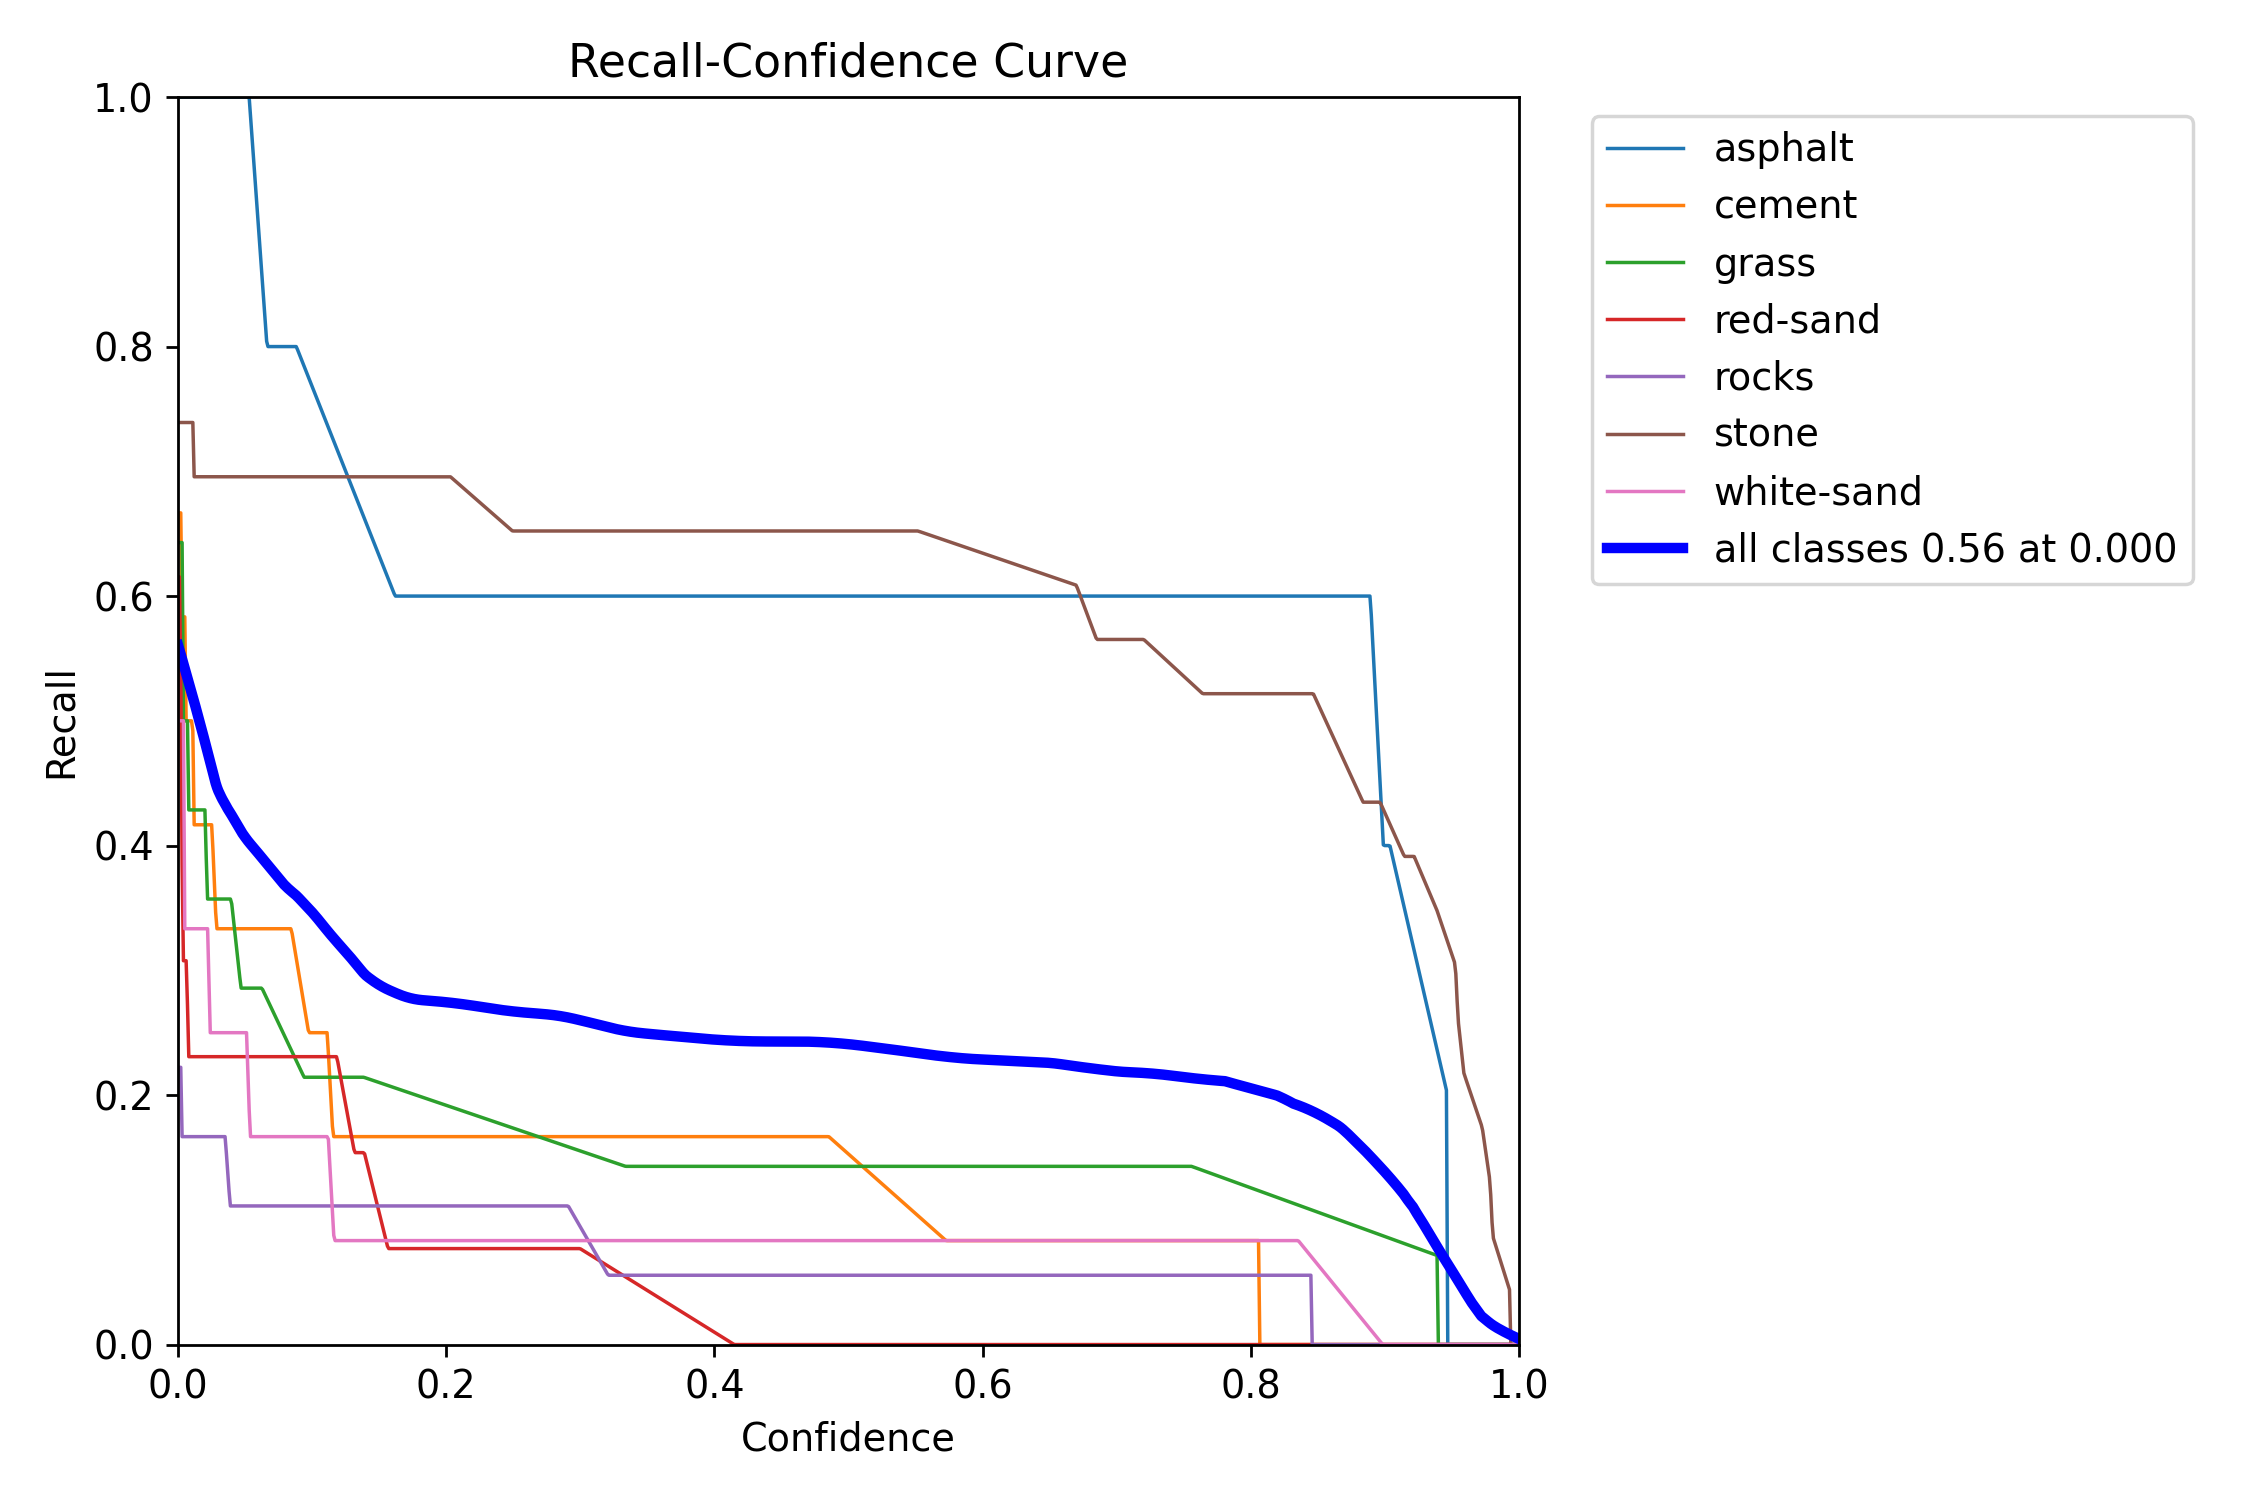 Recall-Confidence Curve
1.0
0.8
0.6
0.4
0.2
0.0
Recall
0.0 0.2 0.4 0.6 0.8 1.0
Confidence
asphalt
cement
grass
red-sand
rocks
stone
white-sand
all classes 0.56 at 0.000